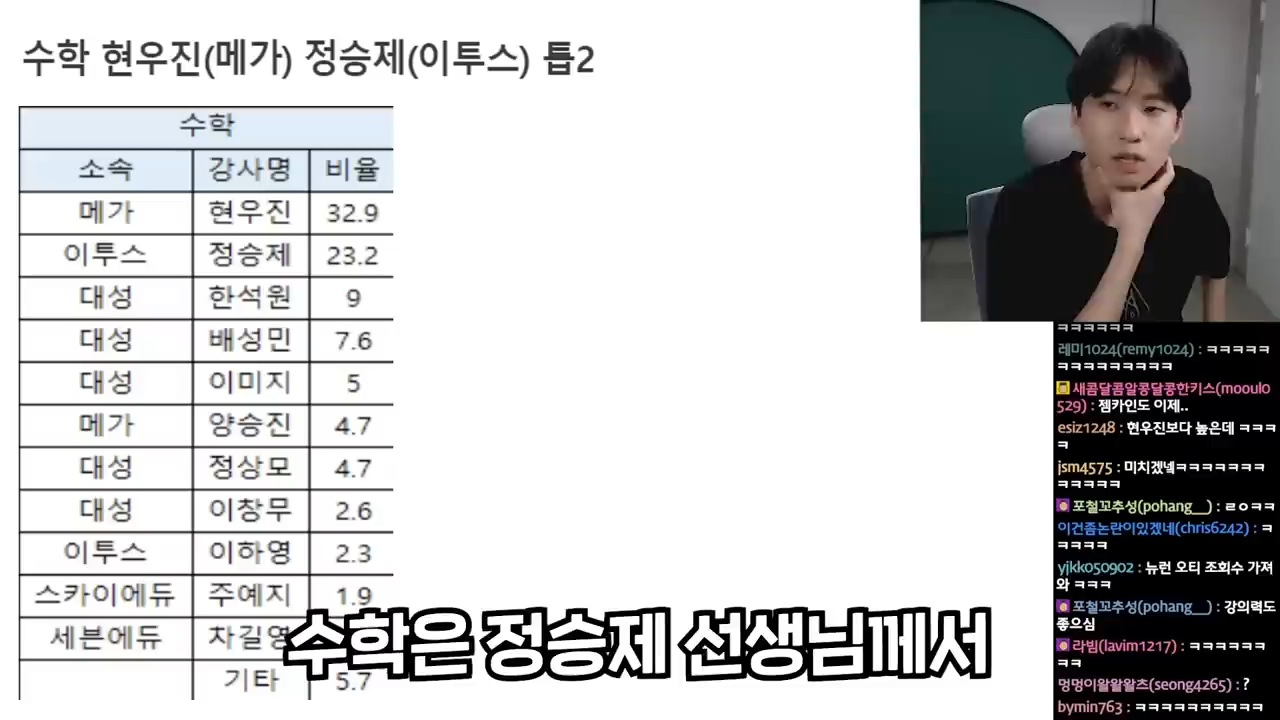 수학 현우진(메가) 정승제(이투스) 톱2
수학
소속 강사명 비율
메가 현우진 32.9
이투스 정승제 23.2
대성 한석원 9
대성 배성민 7.6
대성 이미지 5
메가 양승진 4.7
대성 정상모 4.7
대성 이창무 2.6
이투스 이하영 2.3
스카이에듀 주예지 1.9
세븐에듀 차길영
기타 5.7
수학은 정승제 선생님께서
ㅋㅋㅋㅋㅋㅋ
레미1024(remy1024) : ㅋㅋㅋㅋㅋ
ㅋㅋㅋㅋㅋㅋㅋㅋㅋ
새콤달콤알콩달콩한키스(mooul0
529) : 젬카인도 이제..
esiz1248 : 현우진보다 높은데 ㅋㅋㅋ
ㅋ
jsm4575 : 미치겠넼ㅋㅋㅋㅋㅋㅋㅋ
ㅋㅋㅋㅋㅋ
포철꼬추성(pohang__) : ㄹㅇㅋㅋ
이건좀논란이있겠네(chris6242) : ㅋ
ㅋㅋㅋㅋ
yjkk050902 : 뉴런 오티 조회수 가져
와 ㅋㅋㅋ
포철꼬추성(pohang__) : 강의력도
좋으심
라빔(lavim1217) : ㅋㅋㅋㅋㅋㅋ
ㅋㅋ
멍멍이왈왈왈츠(seong4265) : ?
bymin763 : ㅋㅋㅋㅋㅋㅋㅋㅋㅋㅋ